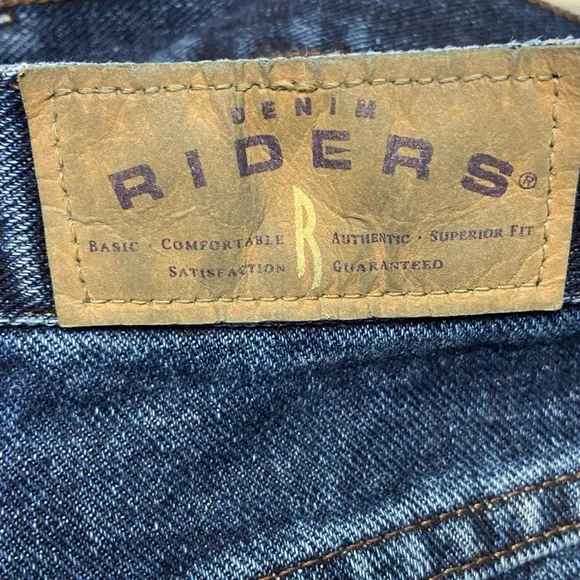 DENIM
RIDERS®
R
BASIC · COMFORTABLE AUTHENTIC · SUPERIOR FIT
SATISFACTION GUARANTEED